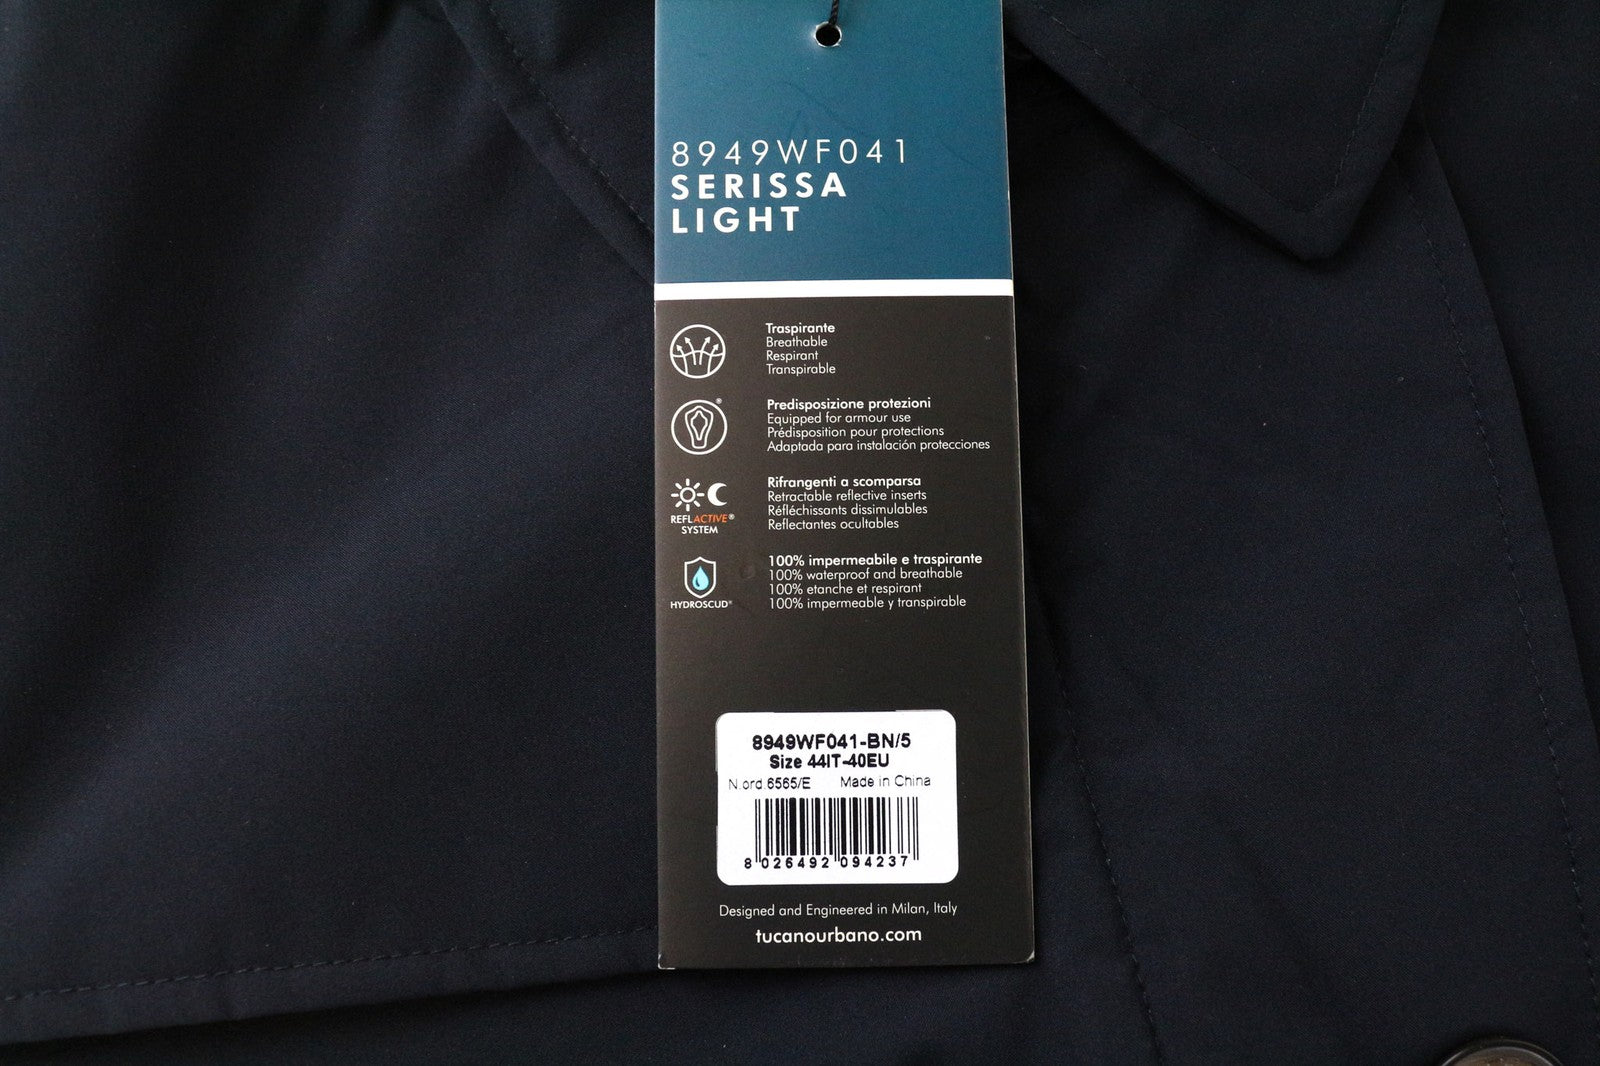 8949WF041
SERISSA
LIGHT
Traspirante
Breathable
Respirant
Transpirable
Predisposizione protezioni
Equipped for armour use
Prédisposition pour protections
Adaptada para instalación protecciones
®
Rifrangenti a scomparsa
Retractable reflective inserts
Réfléchissants dissimulables
Reflectantes ocultables
REFLACTIVE®
SYSTEM
100% impermeabile e traspirante
100% waterproof and breathable
100% etanche et respirant
100% impermeable y transpirable
HYDROSCUD®
8949WF041-BN/5
Size 44IT-40EU
N.ord.6565/E Made in China
8 026492 094237
Designed and Engineered in Milan, Italy
tucanourbano.com